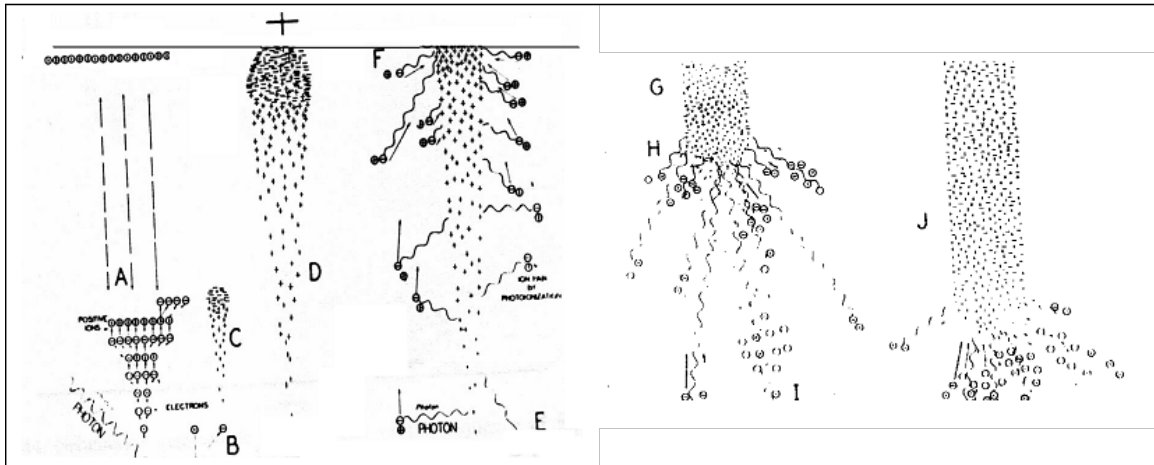 +
F
G
H
A
J
D
ION PAIR
BY
PHOTOIONIZATION
POSITIVE
IONS
C
ELECTRONS
I
PHOTON
Photon
PHOTON
E
B